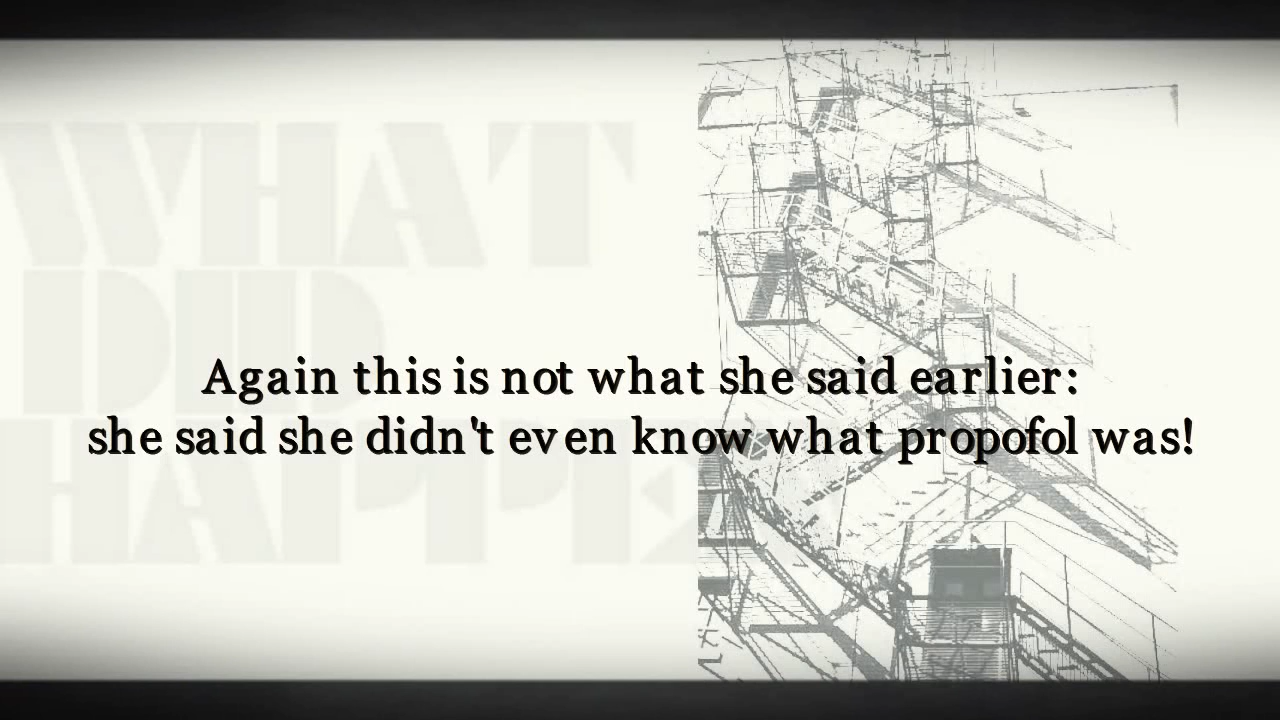 WHAT
DID
HAPPE
Again this is not what she said earlier:
she said she didn't even know what propofol was!